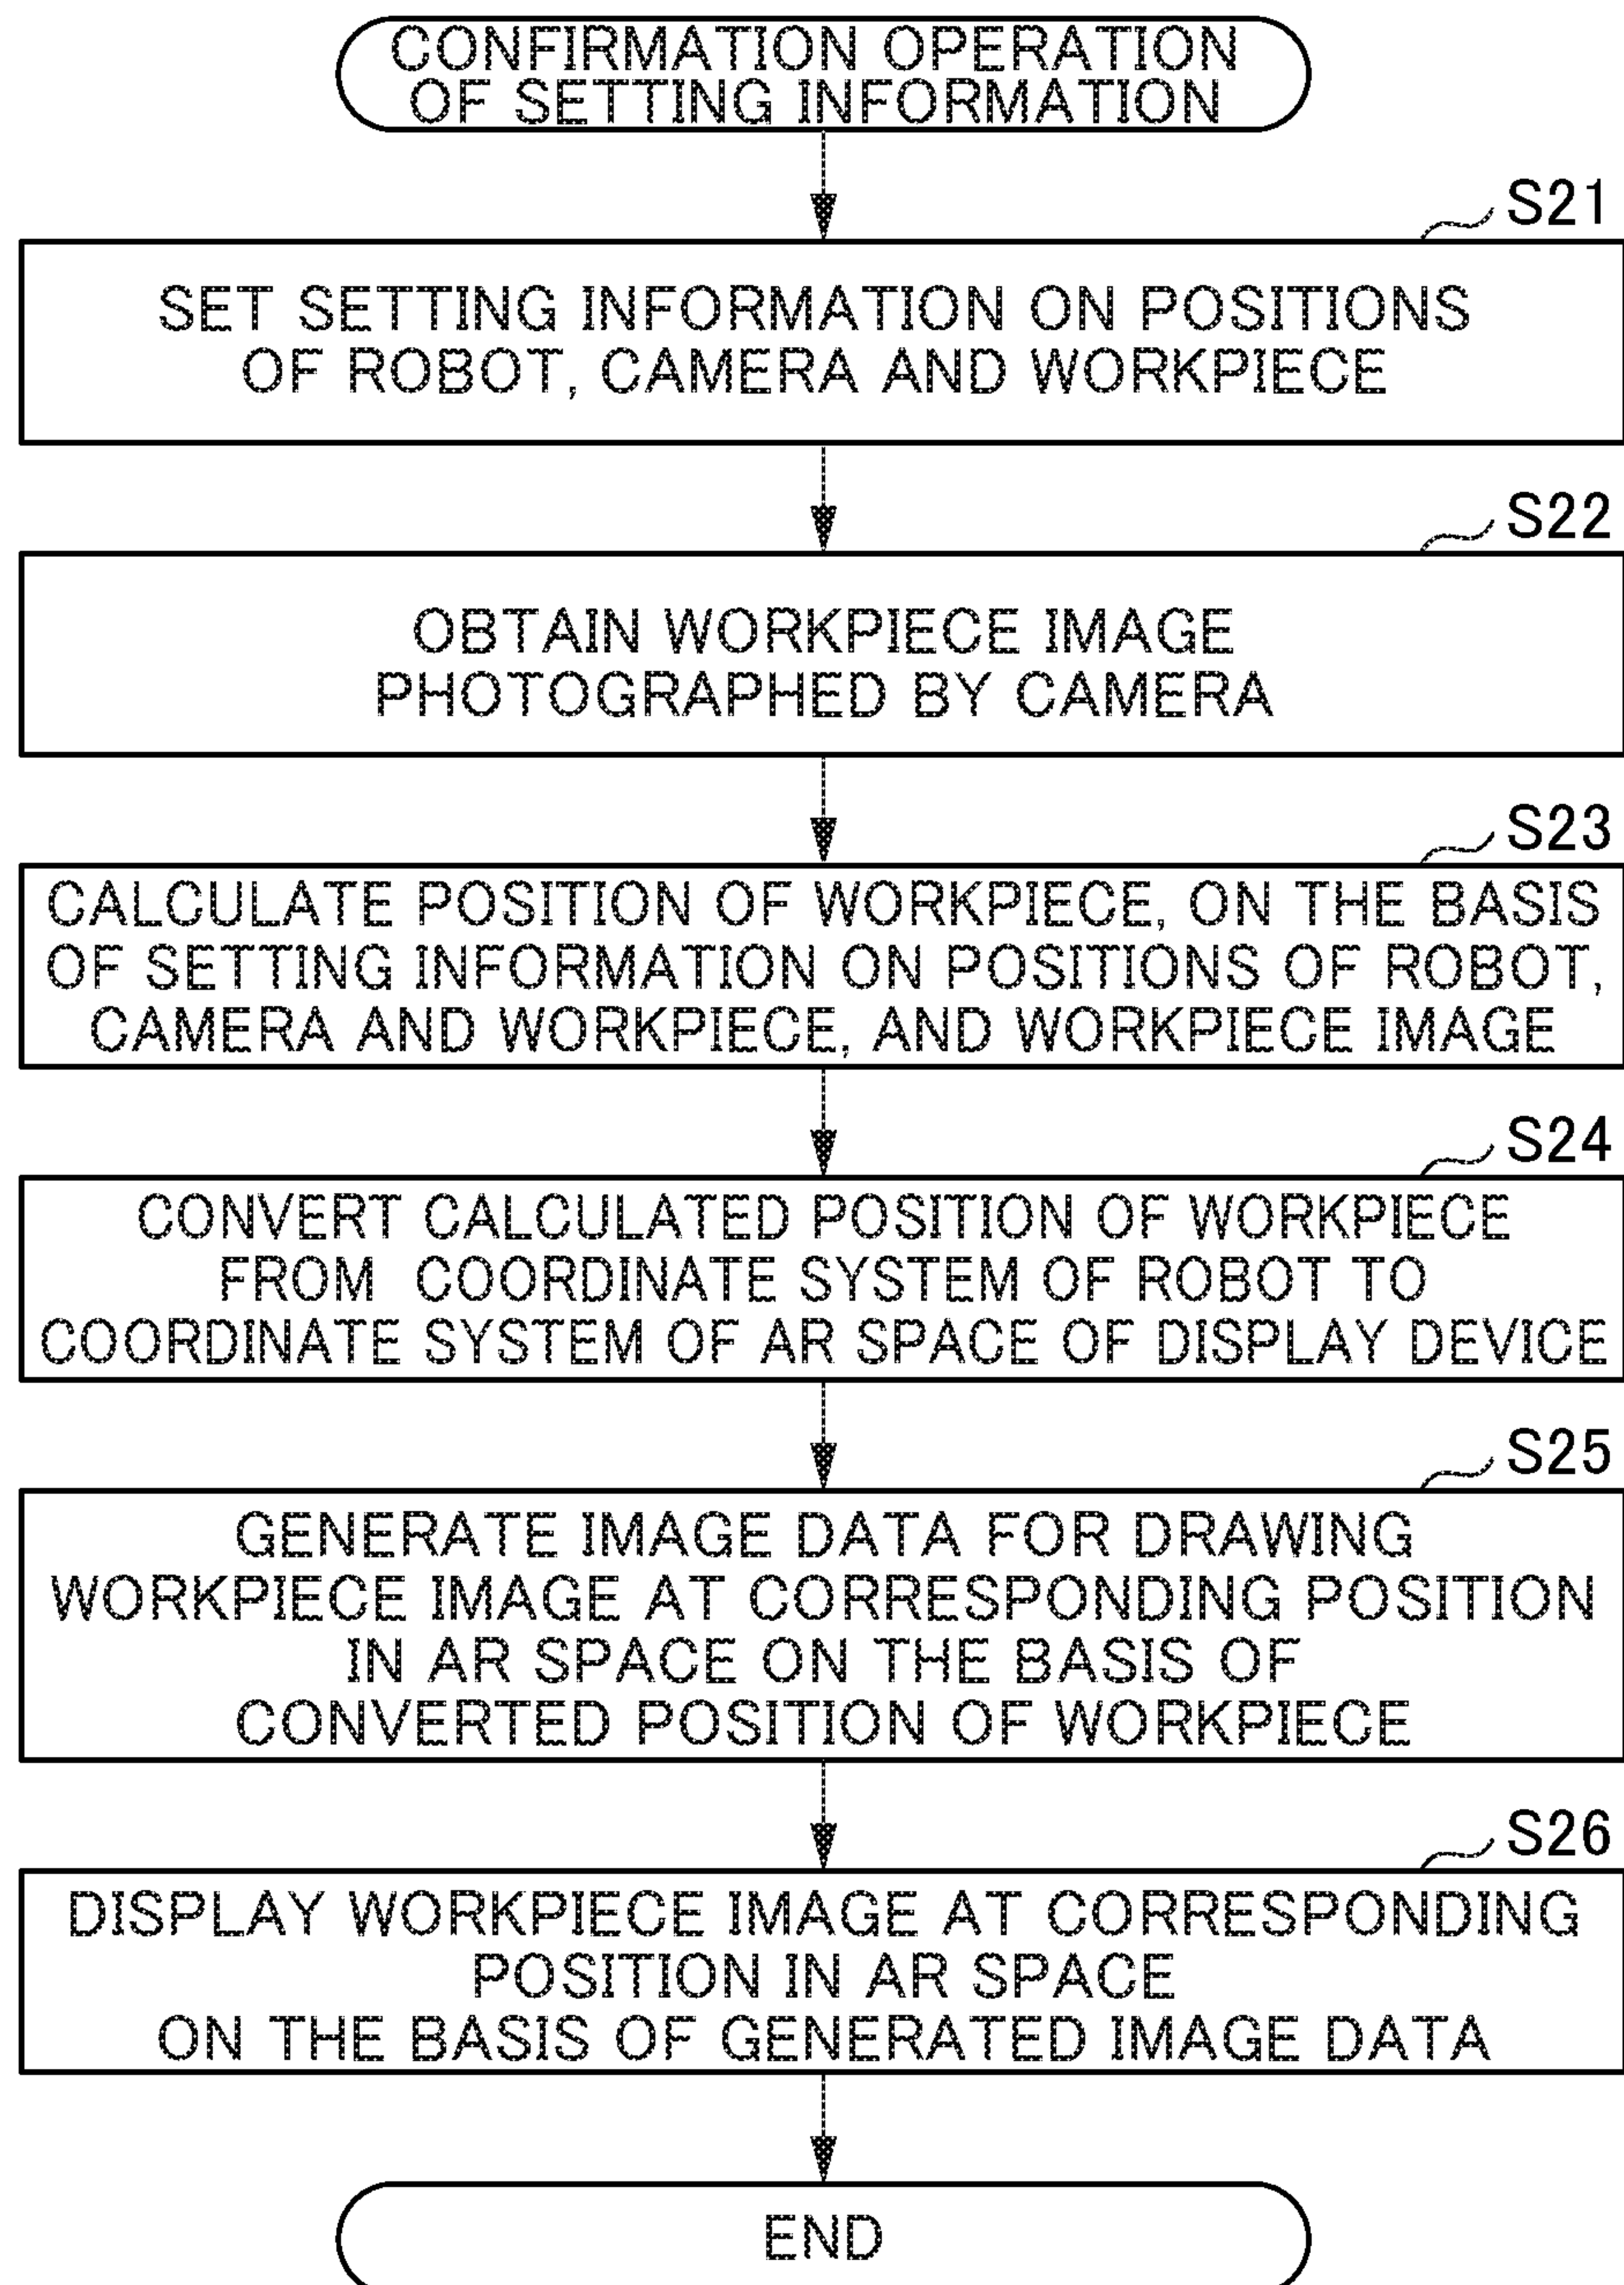 CONFIRMATION OPERATION
OF SETTING INFORMATION
S21
SET SETTING INFORMATION ON POSITIONS
OF ROBOT, CAMERA AND WORKPIECE
S22
OBTAIN WORKPIECE IMAGE
PHOTOGRAPHED BY CAMERA
S23
CALCULATE POSITION OF WORKPIECE, ON THE BASIS
OF SETTING INFORMATION ON POSITIONS OF ROBOT,
CAMERA AND WORKPIECE, AND WORKPIECE IMAGE
S24
CONVERT CALCULATED POSITION OF WORKPIECE
FROM COORDINATE SYSTEM OF ROBOT TO
COORDINATE SYSTEM OF AR SPACE OF DISPLAY DEVICE
S25
GENERATE IMAGE DATA FOR DRAWING
WORKPIECE IMAGE AT CORRESPONDING POSITION
IN AR SPACE ON THE BASIS OF
CONVERTED POSITION OF WORKPIECE
S26
DISPLAY WORKPIECE IMAGE AT CORRESPONDING
POSITION IN AR SPACE
ON THE BASIS OF GENERATED IMAGE DATA
END